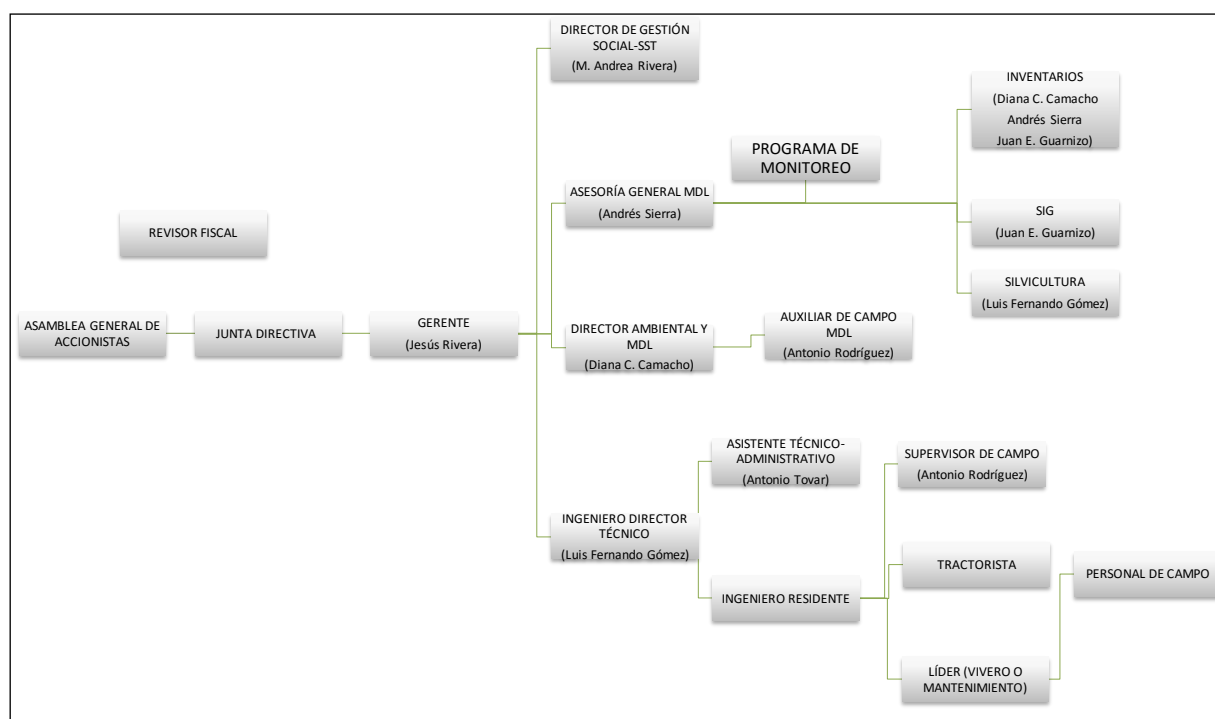 DIRECTOR DE GESTIÓN
SOCIAL-SST
(M. Andrea Rivera)
INVENTARIOS
(Diana C. Camacho
Andrés Sierra
Juan E. Guarnizo)
PROGRAMA DE
MONITOREO
ASESORÍA GENERAL MDL
(Andrés Sierra)
SIG
(Juan E. Guarnizo)
REVISOR FISCAL
SILVICULTURA
(Luis Fernando Gómez)
ASAMBLEA GENERAL DE
ACCIONISTAS
JUNTA DIRECTIVA
GERENTE
(Jesús Rivera)
DIRECTOR AMBIENTAL Y
MDL
(Diana C. Camacho)
AUXILIAR DE CAMPO
MDL
(Antonio Rodríguez)
ASISTENTE TÉCNICO-
ADMINISTRATIVO
(Antonio Tovar)
SUPERVISOR DE CAMPO
(Antonio Rodríguez)
INGENIERO DIRECTOR
TÉCNICO
(Luis Fernando Gómez)
TRACTORISTA
PERSONAL DE CAMPO
INGENIERO RESIDENTE
LÍDER (VIVERO O
MANTENIMIENTO)